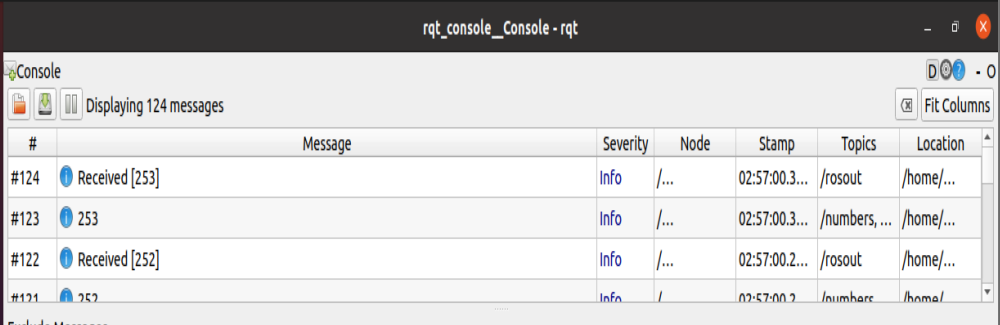 rqt_console__Console - rqt
Console
D ? - O
Displaying 124 messages
Fit Columns
# Message Severity Node Stamp Topics Location
#124 Received [253] Info /... 02:57:00.3... /rosout /home/...
#123 253 Info /... 02:57:00.3... /numbers, ... /home/...
#122 Received [252] Info /... 02:57:00.2... /rosout /home/...
#121 252 Info /... 02:57:00.2... /numbers, ... /home/...
Exclude Messages